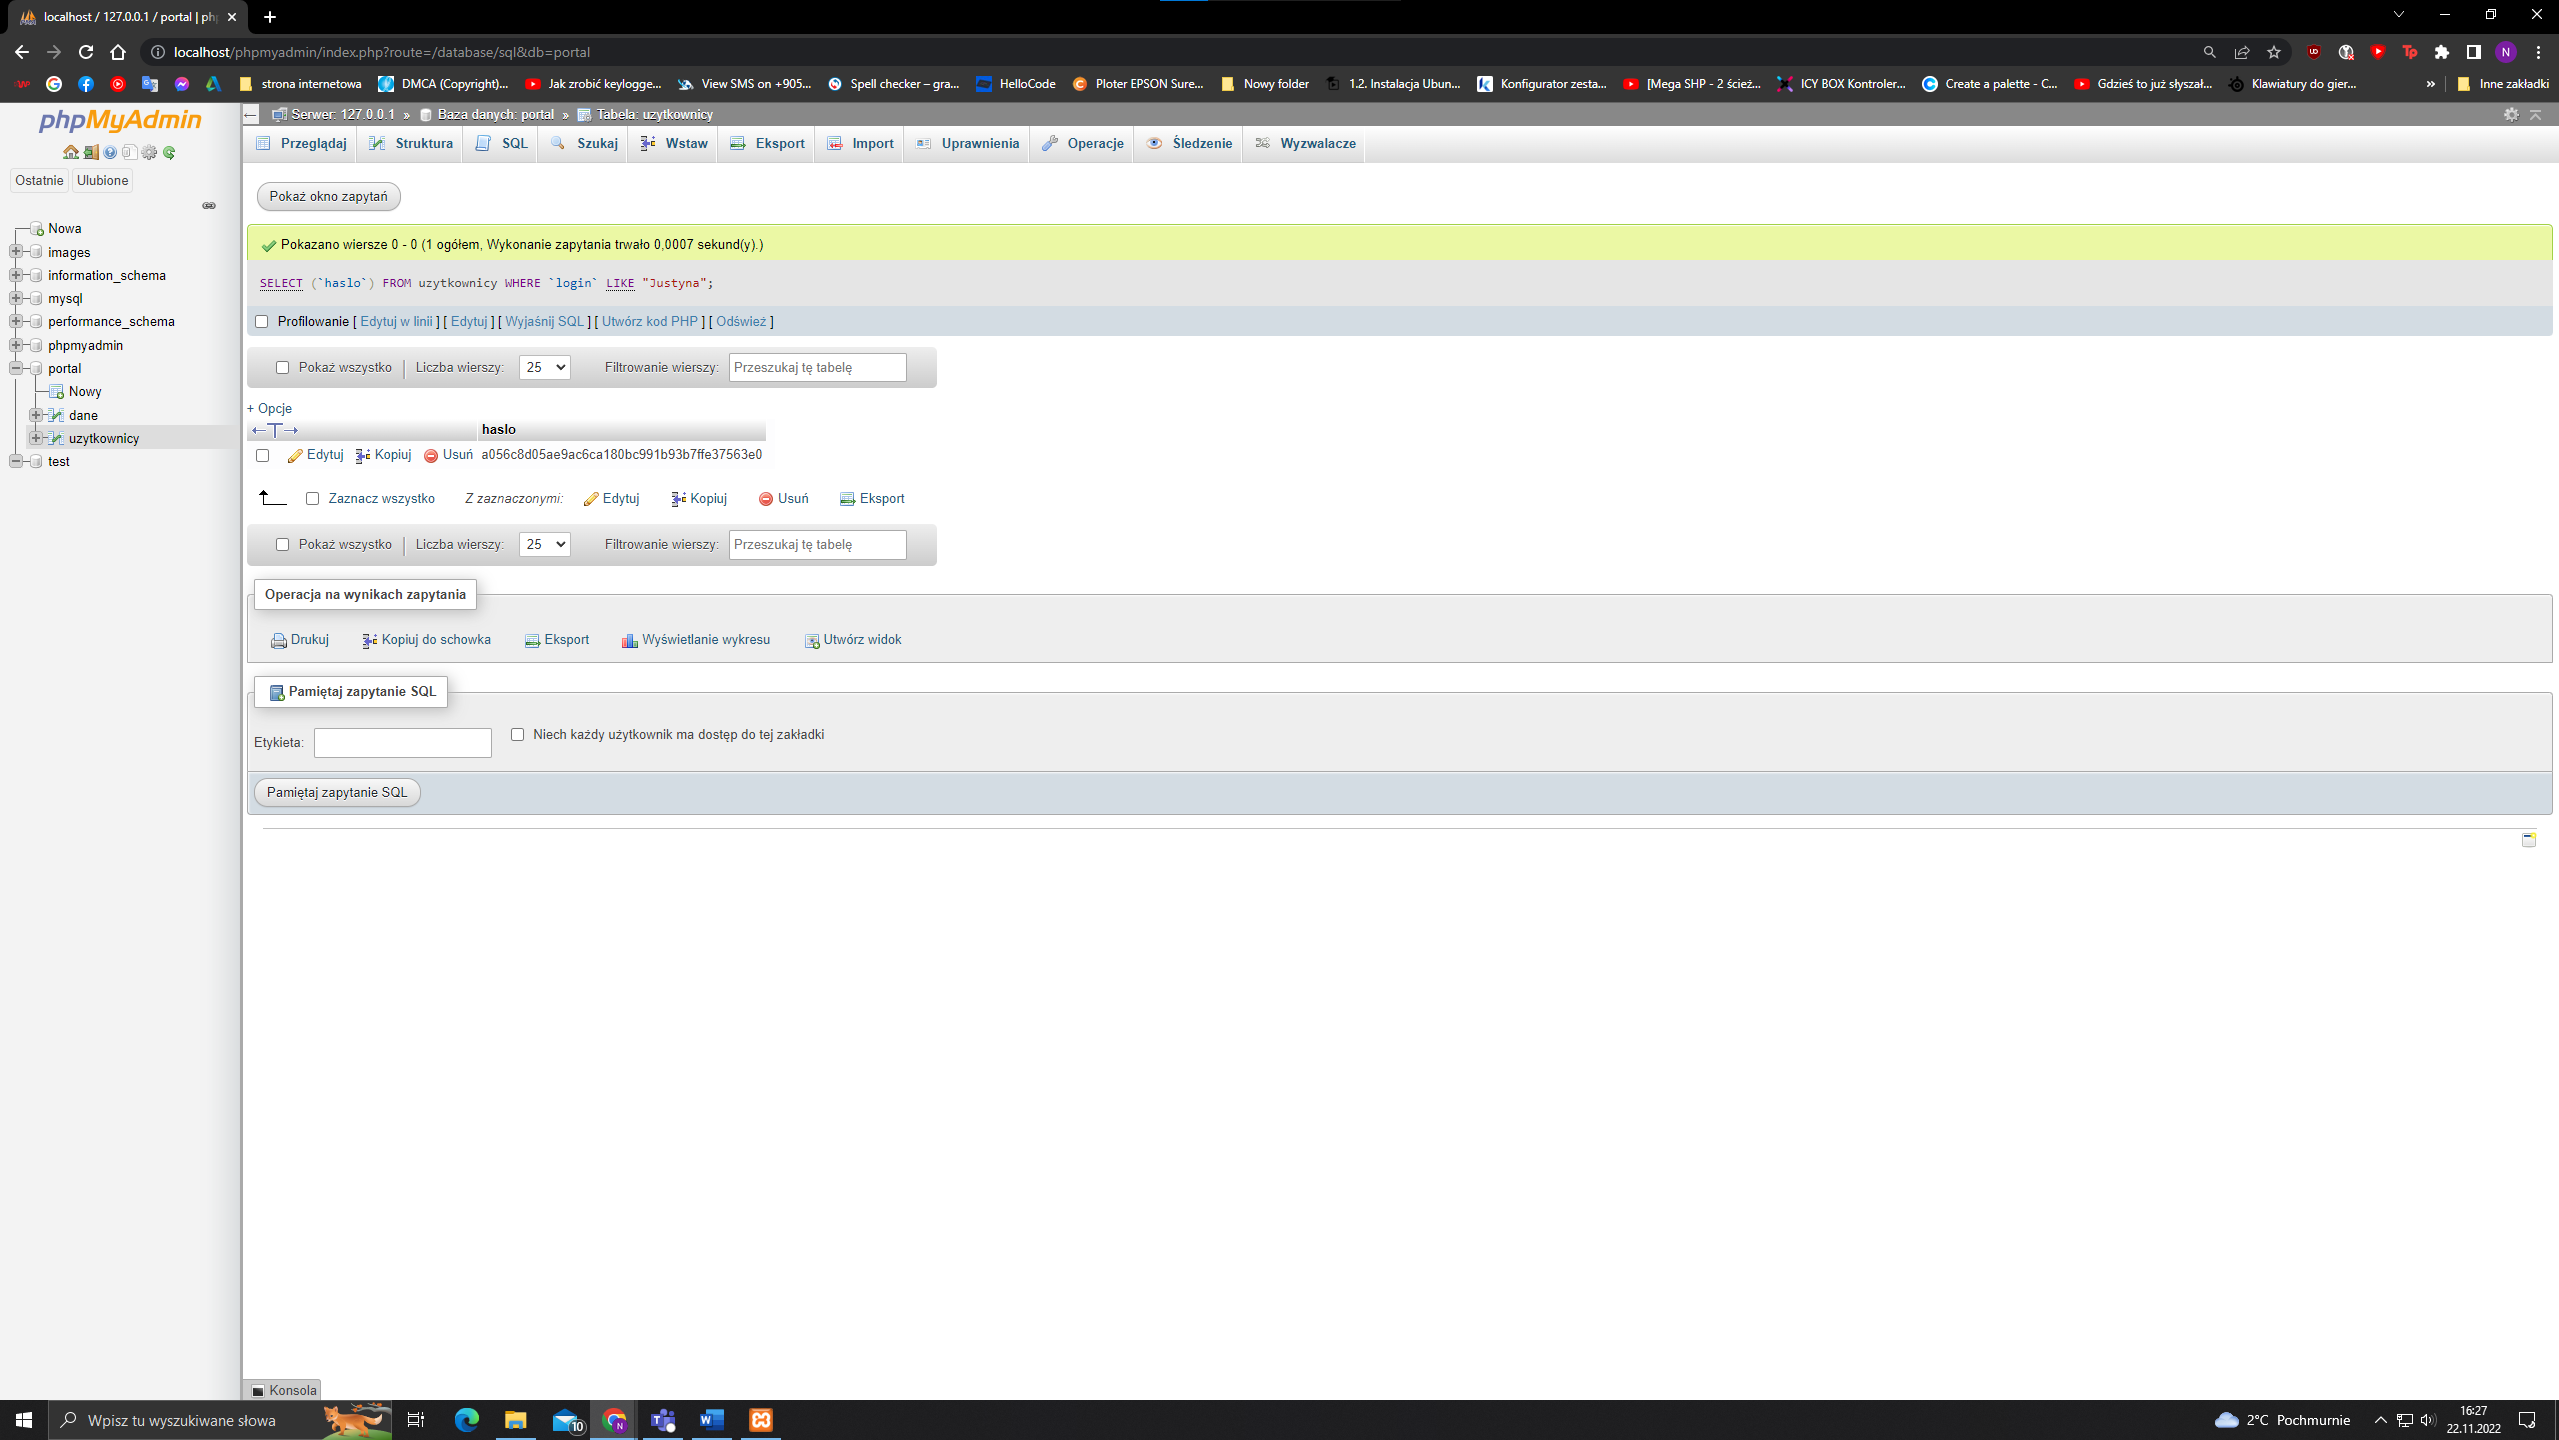 localhost / 127.0.0.1 / portal | ph
localhost/phpmyadmin/index.php?route=/database/sql&db=portal
strona internetowa
DMCA (Copyright)...
Jak zrobić keylogge...
View SMS on +905...
Spell checker – gra...
HelloCode
Ploter EPSON Sure...
Nowy folder
1.2. Instalacja Ubun...
Konfigurator zesta...
[Mega SHP - 2 ścież...
ICY BOX Kontroler...
Create a palette - C...
Gdzieś to już słyszał...
Klawiatury do gier...
»
Inne zakładki
phpMyAdmin
Ostatnie Ulubione
Nowa
images
information_schema
mysql
performance_schema
phpmyadmin
portal
Nowy
dane
uzytkownicy
test
Serwer: 127.0.0.1 » Baza danych: portal » Tabela: uzytkownicy
Przeglądaj Struktura SQL Szukaj Wstaw Eksport Import Uprawnienia Operacje Śledzenie Wyzwalacze
Pokaż okno zapytań
Pokazano wiersze 0 - 0 (1 ogółem, Wykonanie zapytania trwało 0,0007 sekund(y).)
SELECT (`haslo`) FROM uzytkownicy WHERE `login` LIKE "Justyna";
Profilowanie [ Edytuj w linii ] [ Edytuj ] [ Wyjaśnij SQL ] [ Utwórz kod PHP ] [ Odśwież ]
Pokaż wszystko | Liczba wierszy: 25 Filtrowanie wierszy: Przeszukaj tę tabelę
+ Opcje
←T→ haslo
Edytuj Kopiuj Usuń a056c8d05ae9ac6ca180bc991b93b7ffe37563e0
Zaznacz wszystko Z zaznaczonymi: Edytuj Kopiuj Usuń Eksport
Pokaż wszystko | Liczba wierszy: 25 Filtrowanie wierszy: Przeszukaj tę tabelę
Operacja na wynikach zapytania
Drukuj Kopiuj do schowka Eksport Wyświetlanie wykresu Utwórz widok
Pamiętaj zapytanie SQL
Etykieta: Niech każdy użytkownik ma dostęp do tej zakładki
Pamiętaj zapytanie SQL
Konsola
Wpisz tu wyszukiwane słowa
10
2°C Pochmurnie
16:27
22.11.2022